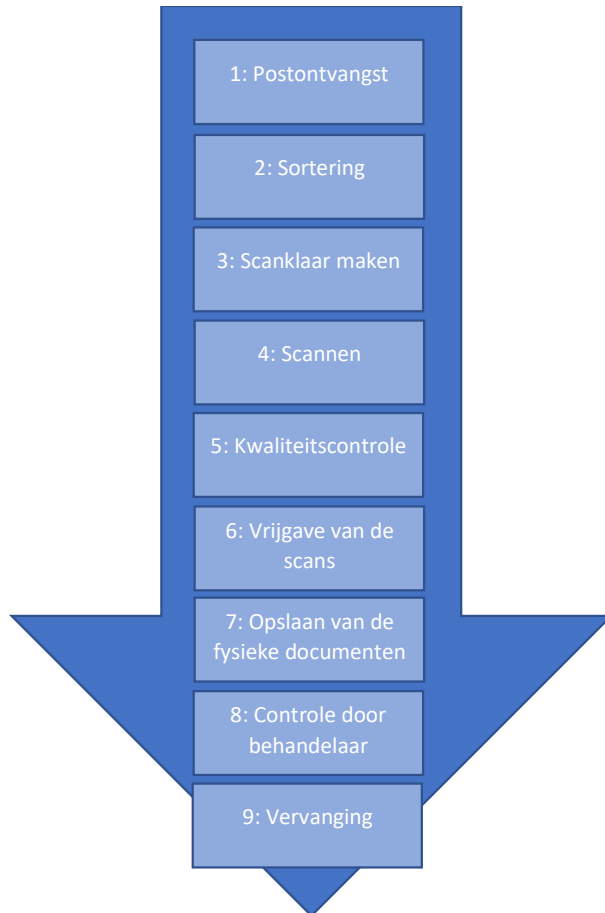 1: Postontvangst
2: Sortering
3: Scanklaar maken
4: Scannen
5: Kwaliteitscontrole
6: Vrijgave van de
scans
7: Opslaan van de
fysieke documenten
8: Controle door
behandelaar
9: Vervanging